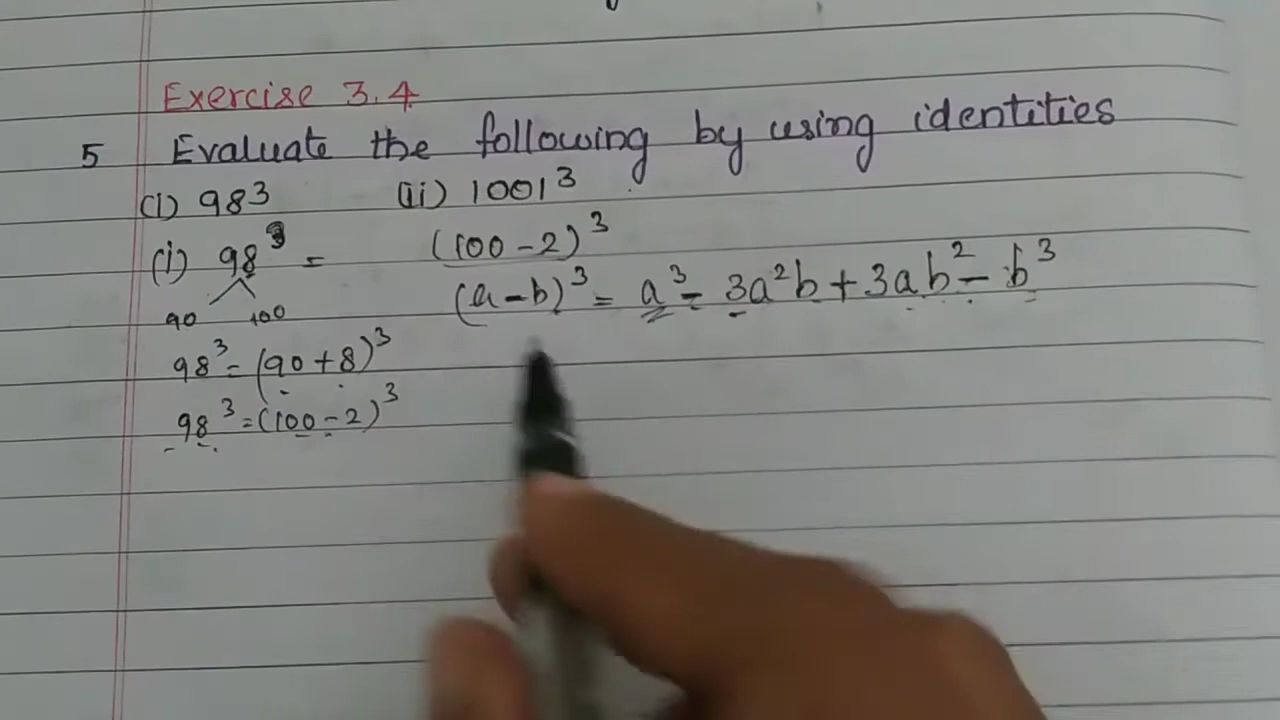 Exercise 3.4
5 Evaluate the following by using identities
(i) 98³ (ii) 1001³
(i) 98³ = (100 - 2)³
(a - b)³ = a³ - 3a²b + 3ab² - b³
90 100
98³ = (90 + 8)³
98³ = (100 - 2)³